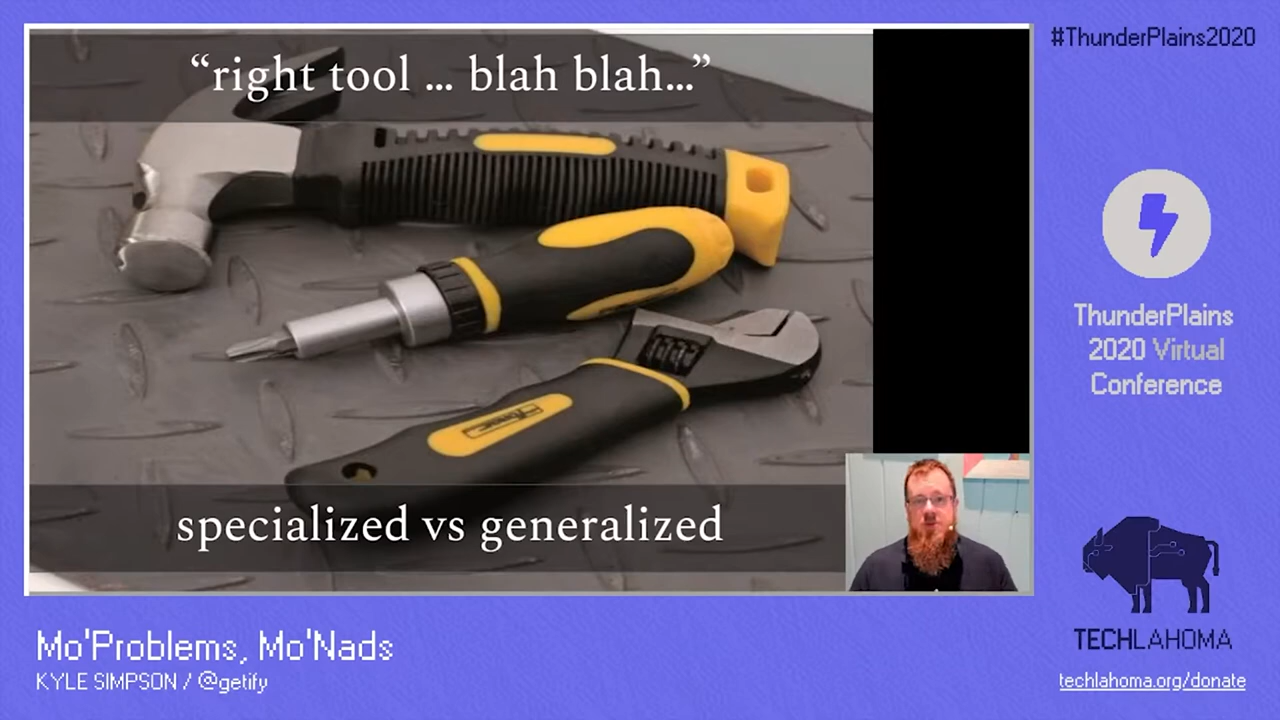 “right tool ... blah blah...”
specialized vs generalized
#ThunderPlains2020
ThunderPlains
2020 Virtual
Conference
TECHLAHOMA
techlahoma.org/donate
Mo'Problems, Mo'Nads
KYLE SIMPSON / @getify